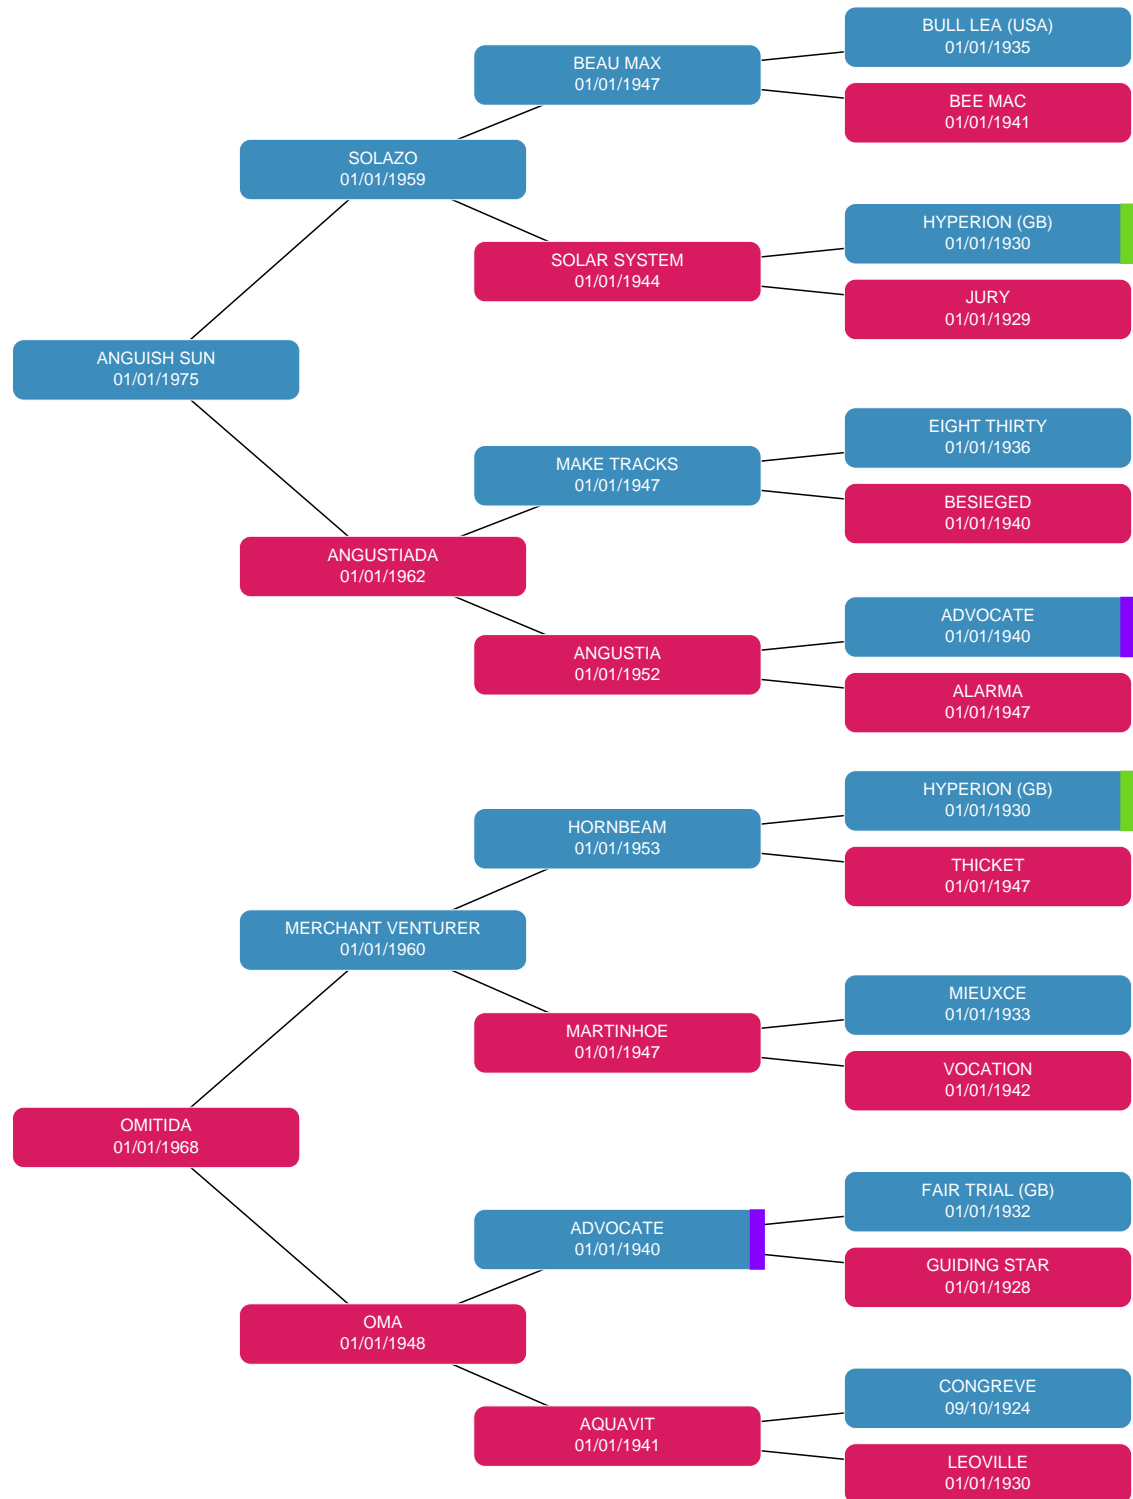 BULL LEA (USA)
01/01/1935
BEAU MAX
01/01/1947
BEE MAC
01/01/1941
SOLAZO
01/01/1959
HYPERION (GB)
01/01/1930
SOLAR SYSTEM
01/01/1944
JURY
01/01/1929
ANGUISH SUN
01/01/1975
EIGHT THIRTY
01/01/1936
MAKE TRACKS
01/01/1947
BESIEGED
01/01/1940
ANGUSTIADA
01/01/1962
ADVOCATE
01/01/1940
ANGUSTIA
01/01/1952
ALARMA
01/01/1947
HYPERION (GB)
01/01/1930
HORNBEAM
01/01/1953
THICKET
01/01/1947
MERCHANT VENTURER
01/01/1960
MIEUXCE
01/01/1933
MARTINHOE
01/01/1947
VOCATION
01/01/1942
OMITIDA
01/01/1968
FAIR TRIAL (GB)
01/01/1932
ADVOCATE
01/01/1940
GUIDING STAR
01/01/1928
OMA
01/01/1948
CONGREVE
09/10/1924
AQUAVIT
01/01/1941
LEOVILLE
01/01/1930